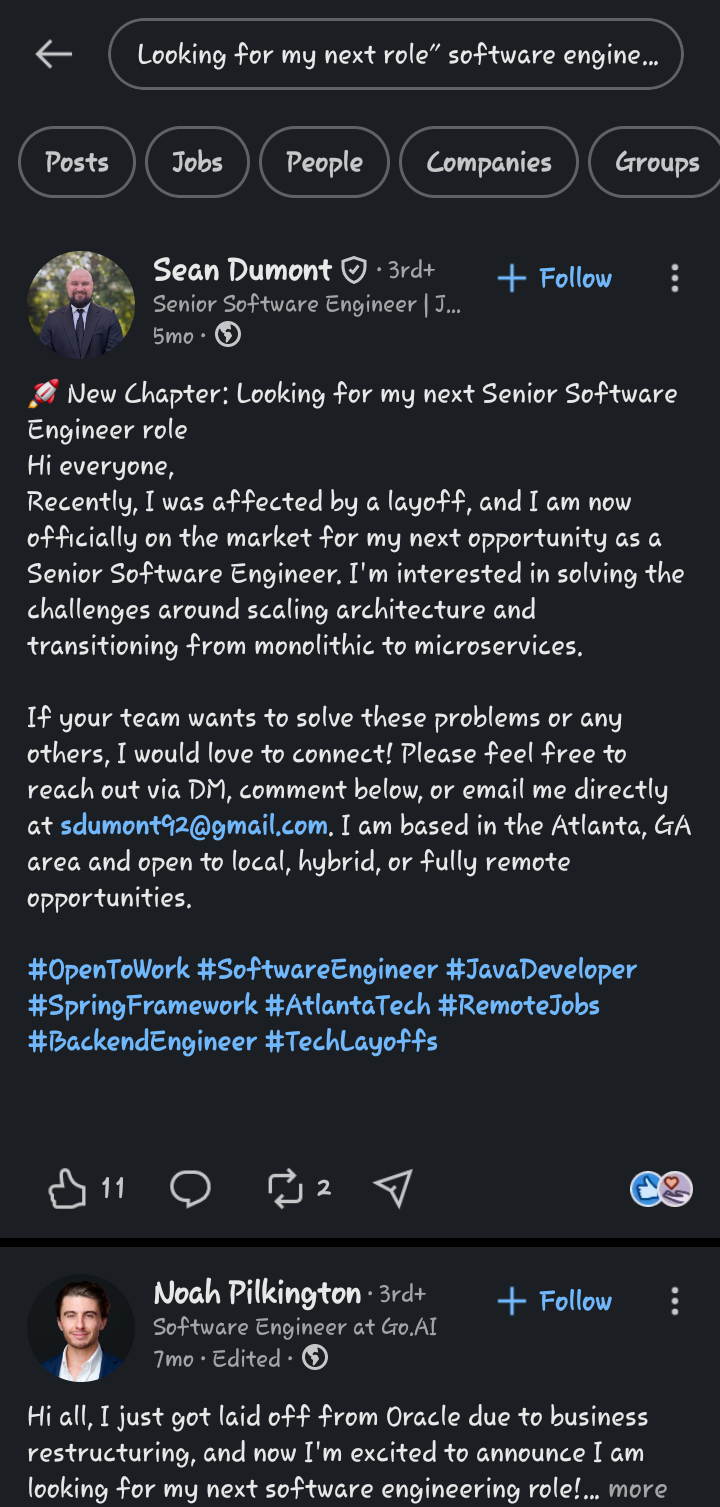 Looking for my next role” software engine...
Posts Jobs People Companies Groups
Sean Dumont · 3rd+
+ Follow
Senior Software Engineer | J...
5mo ·
🚀 New Chapter: Looking for my next Senior Software
Engineer role
Hi everyone,
Recently, I was affected by a layoff, and I am now
officially on the market for my next opportunity as a
Senior Software Engineer. I'm interested in solving the
challenges around scaling architecture and
transitioning from monolithic to microservices.
If your team wants to solve these problems or any
others, I would love to connect! Please feel free to
reach out via DM, comment below, or email me directly
at sdumont92@gmail.com. I am based in the Atlanta, GA
area and open to local, hybrid, or fully remote
opportunities.
#OpenToWork #SoftwareEngineer #JavaDeveloper
#SpringFramework #AtlantaTech #RemoteJobs
#BackendEngineer #TechLayoffs
11 2
Noah Pilkington · 3rd+
+ Follow
Software Engineer at Go.AI
7mo · Edited ·
Hi all, I just got laid off from Oracle due to business
restructuring, and now I'm excited to announce I am
looking for my next software engineering role!... more